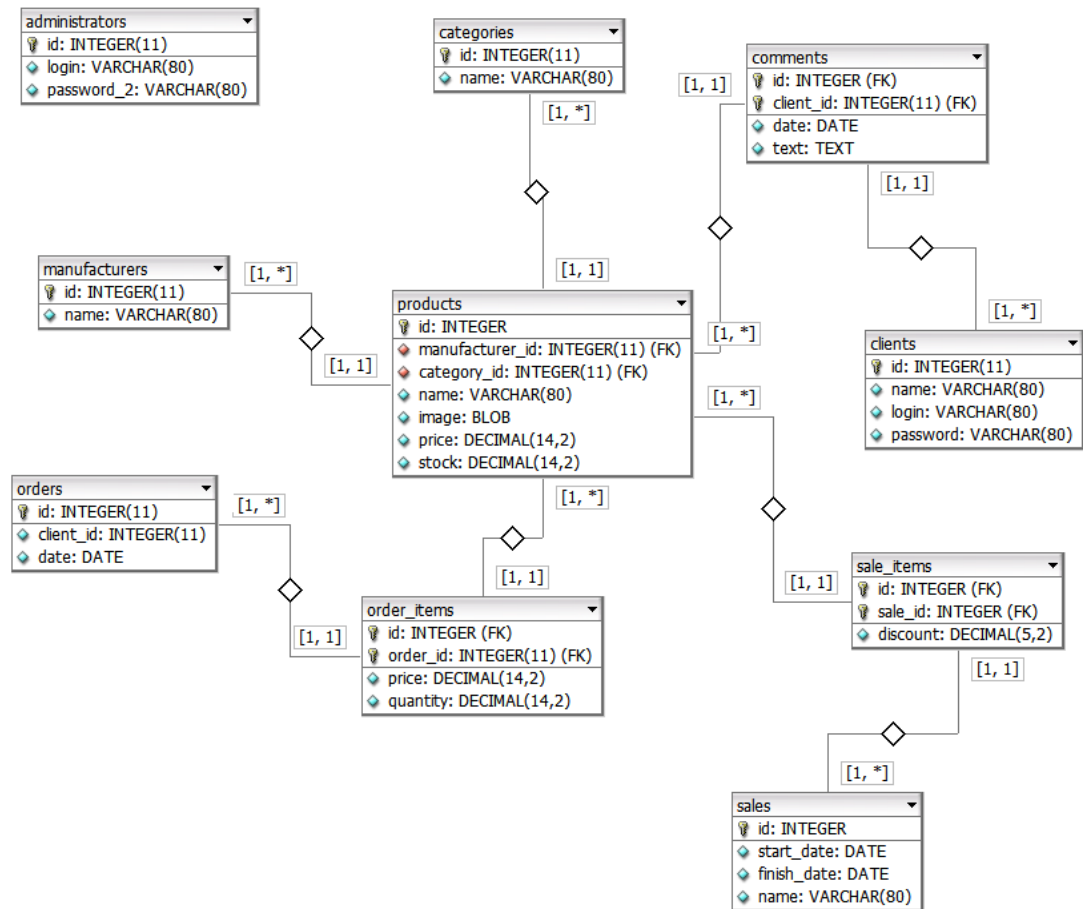 administrators
id: INTEGER(11)
login: VARCHAR(80)
password_2: VARCHAR(80)
categories
id: INTEGER(11)
name: VARCHAR(80)
[1, *]
[1, 1]
comments
id: INTEGER (FK)
client_id: INTEGER(11) (FK)
date: DATE
text: TEXT
[1, 1]
[1, 1]
manufacturers
id: INTEGER(11)
name: VARCHAR(80)
[1, *]
[1, 1]
products
id: INTEGER
manufacturer_id: INTEGER(11) (FK)
category_id: INTEGER(11) (FK)
name: VARCHAR(80)
image: BLOB
price: DECIMAL(14,2)
stock: DECIMAL(14,2)
[1, *]
[1, *]
[1, *]
[1, *]
clients
id: INTEGER(11)
name: VARCHAR(80)
login: VARCHAR(80)
password: VARCHAR(80)
orders
id: INTEGER(11)
client_id: INTEGER(11)
date: DATE
[1, *]
[1, 1]
[1, 1]
order_items
id: INTEGER (FK)
order_id: INTEGER(11) (FK)
price: DECIMAL(14,2)
quantity: DECIMAL(14,2)
[1, 1]
sale_items
id: INTEGER (FK)
sale_id: INTEGER (FK)
discount: DECIMAL(5,2)
[1, 1]
[1, *]
sales
id: INTEGER
start_date: DATE
finish_date: DATE
name: VARCHAR(80)